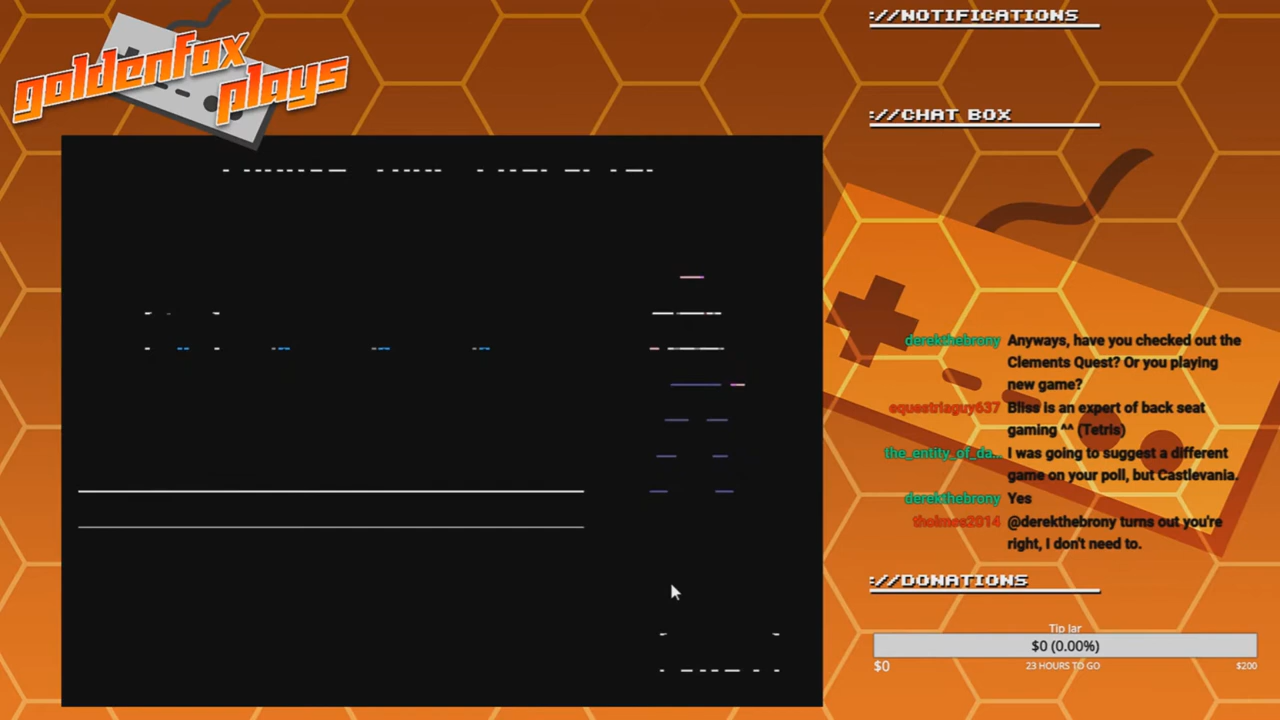 goldenfox
plays
://NOTIFICATIONS
://CHAT BOX
derekthebrony Anyways, have you checked out the
Clements Quest? Or you playing
new game?
equestriaguy637 Bliss is an expert of back seat
gaming ^^ (Tetris)
the_entity_of_da... I was going to suggest a different
game on your poll, but Castlevania.
derekthebrony Yes
tholmes2014 @derekthebrony turns out you're
right, I don't need to.
://DONATIONS
Tip Jar
$0 (0.00%)
$0 23 HOURS TO GO $200